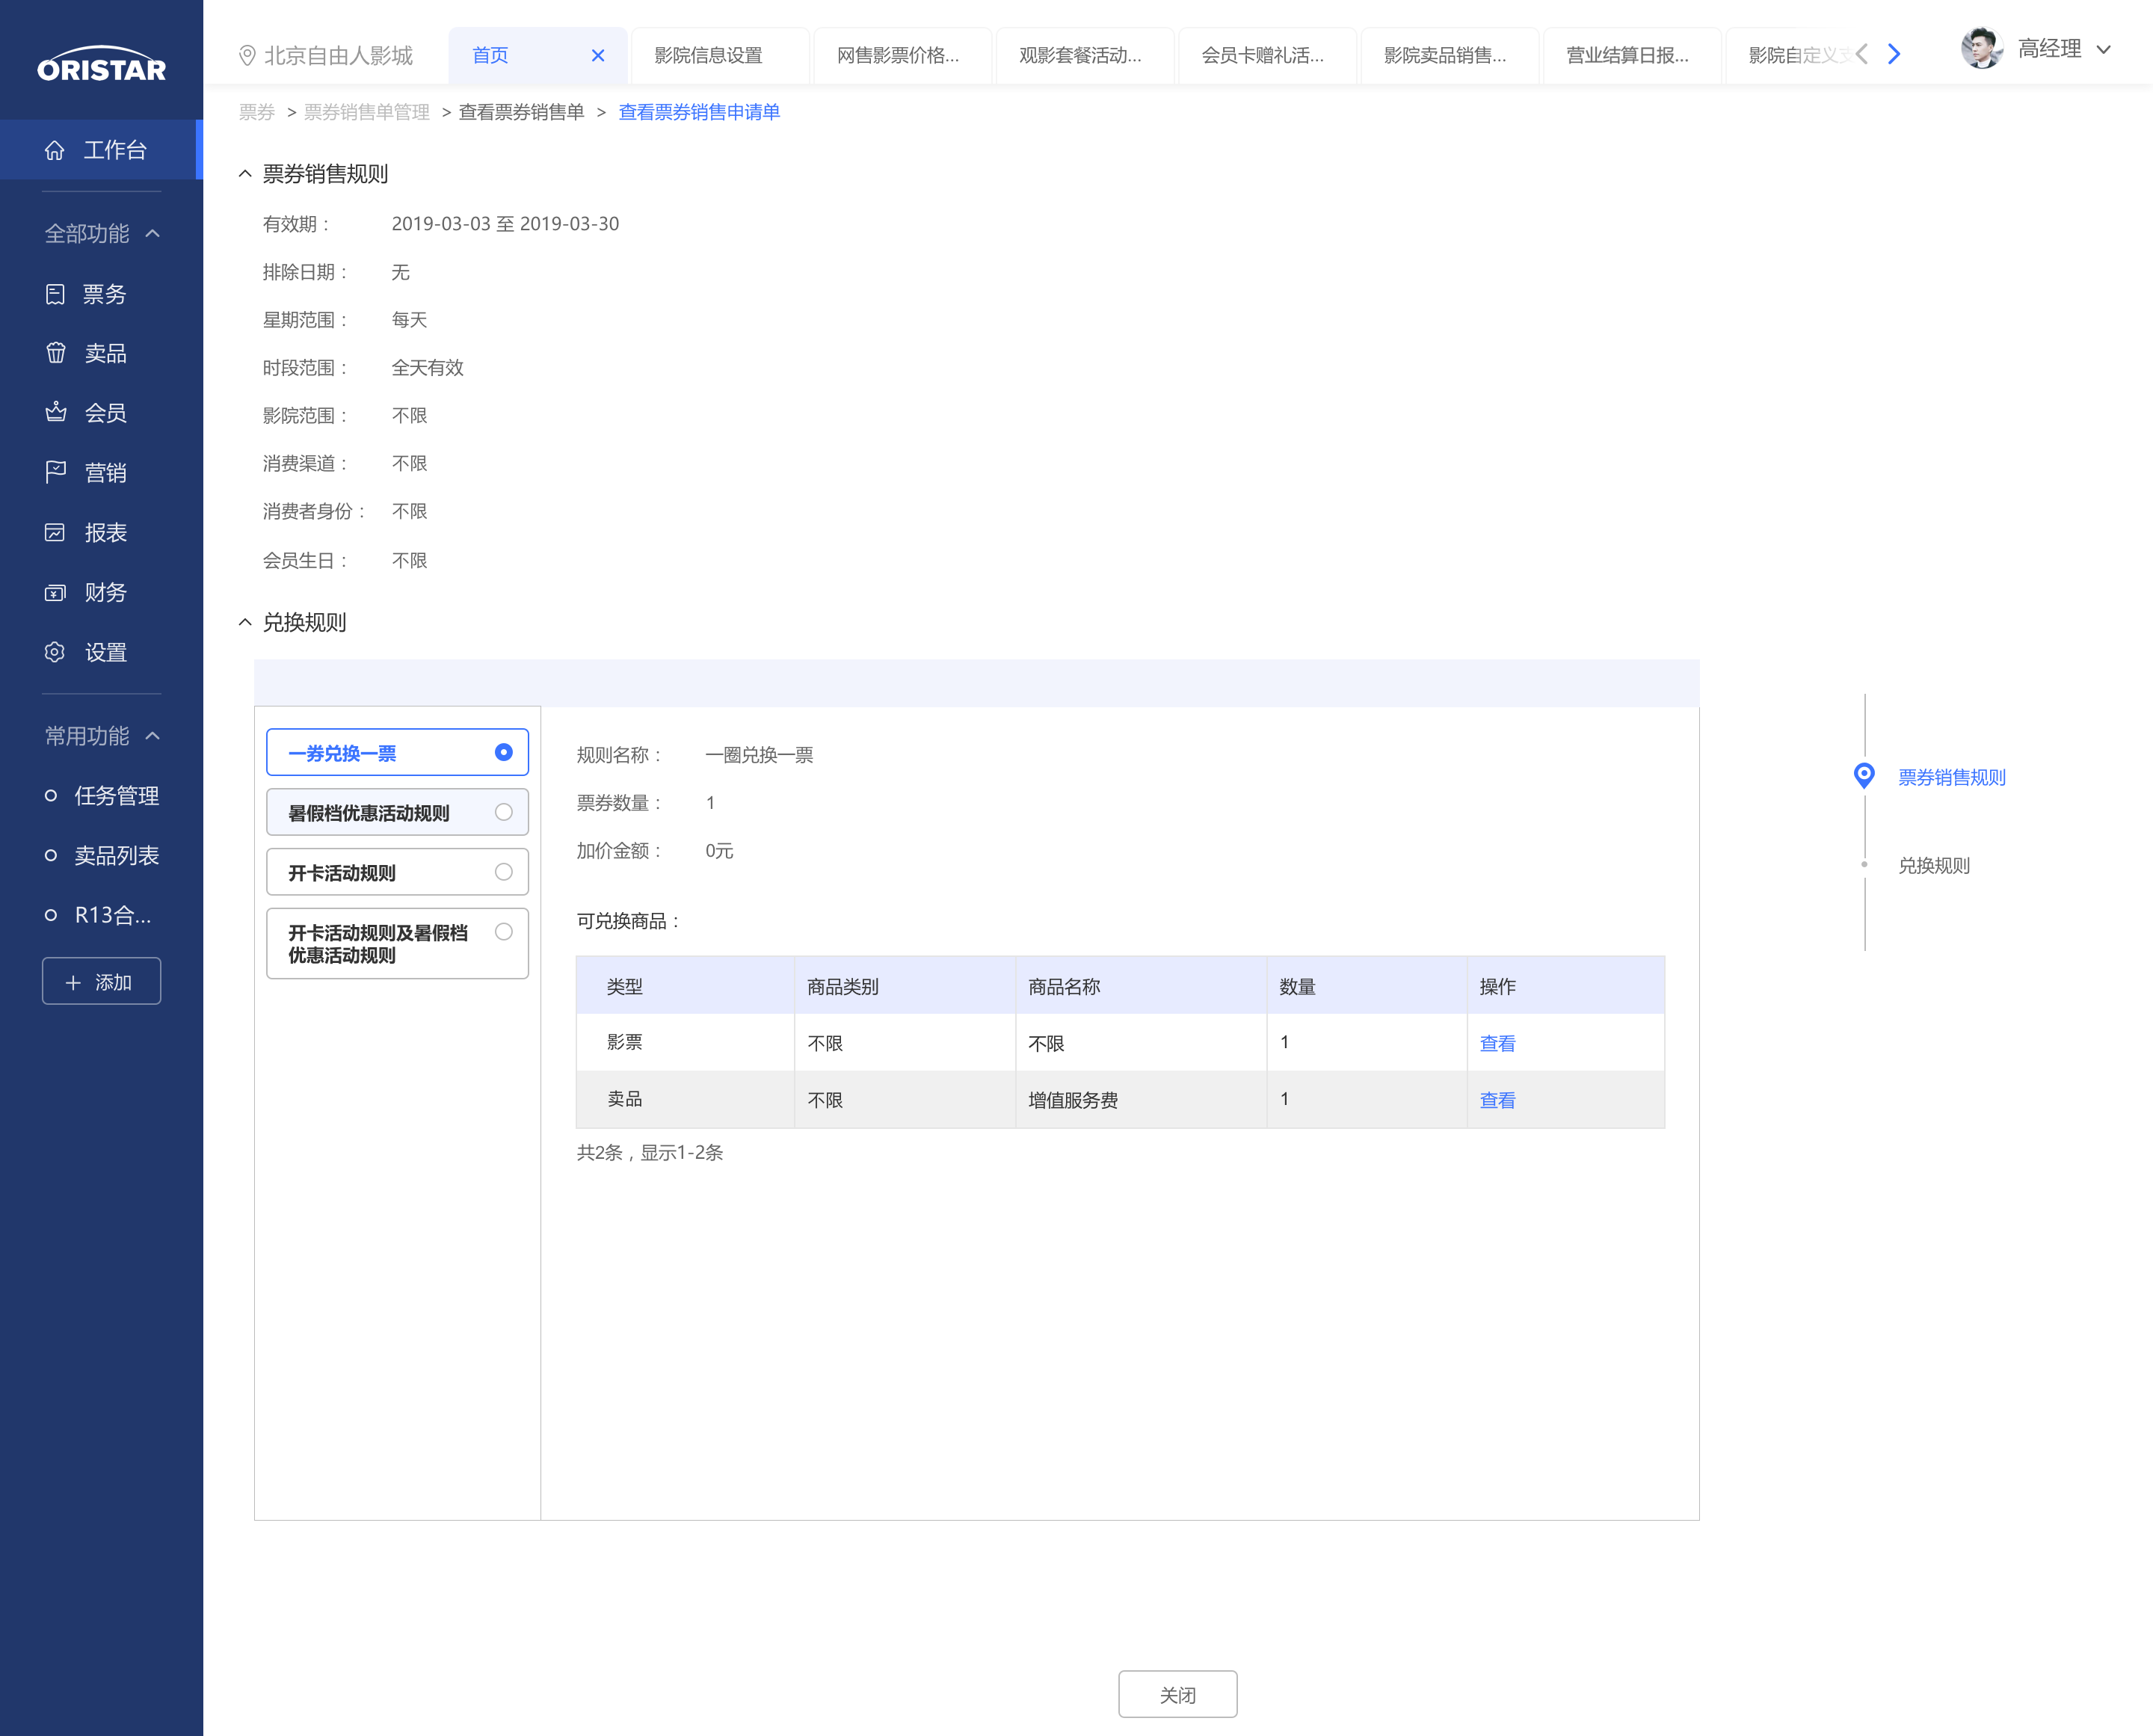 ORISTAR
工作台
全部功能
票务
卖品
会员
营销
报表
财务
设置
常用功能
任务管理
卖品列表
R13合...
添加
北京自由人影城
首页
影院信息设置
网售影票价格...
观影套餐活动...
会员卡赠礼活...
影院卖品销售...
营业结算日报...
影院自定义支
高经理
票券 > 票券销售单管理 > 查看票券销售单 > 查看票券销售申请单
票券销售规则
有效期： 2019-03-03 至 2019-03-30
排除日期： 无
星期范围： 每天
时段范围： 全天有效
影院范围： 不限
消费渠道： 不限
消费者身份： 不限
会员生日： 不限
兑换规则
一券兑换一票
暑假档优惠活动规则
开卡活动规则
开卡活动规则及暑假档
优惠活动规则
规则名称： 一圈兑换一票
票券数量： 1
加价金额： 0元
可兑换商品：
类型 商品类别 商品名称 数量 操作
影票 不限 不限 1 查看
卖品 不限 增值服务费 1 查看
共2条，显示1-2条
票券销售规则
兑换规则
关闭